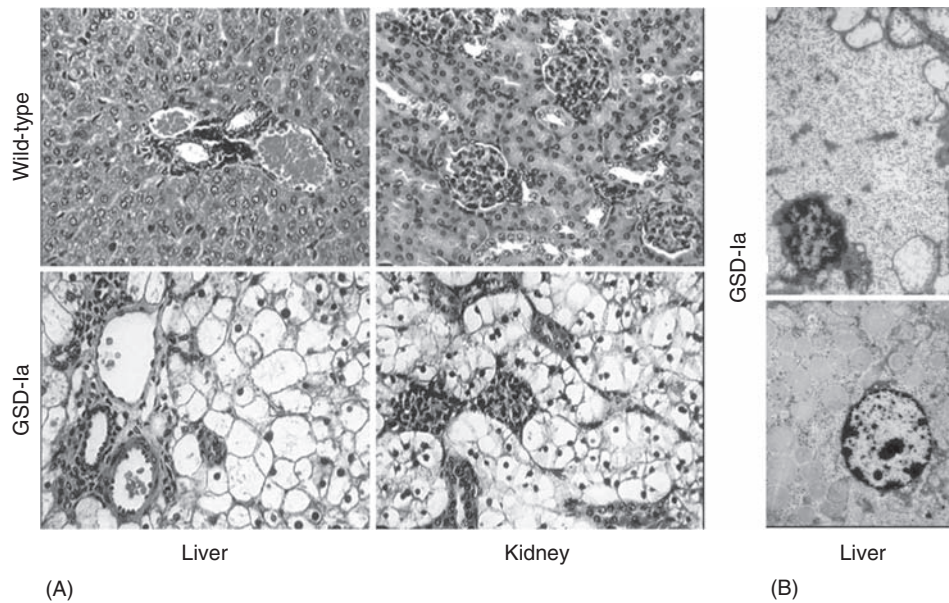 Wild-type
GSD-Ia
Liver
Kidney
(A)
GSD-Ia
Liver
(B)